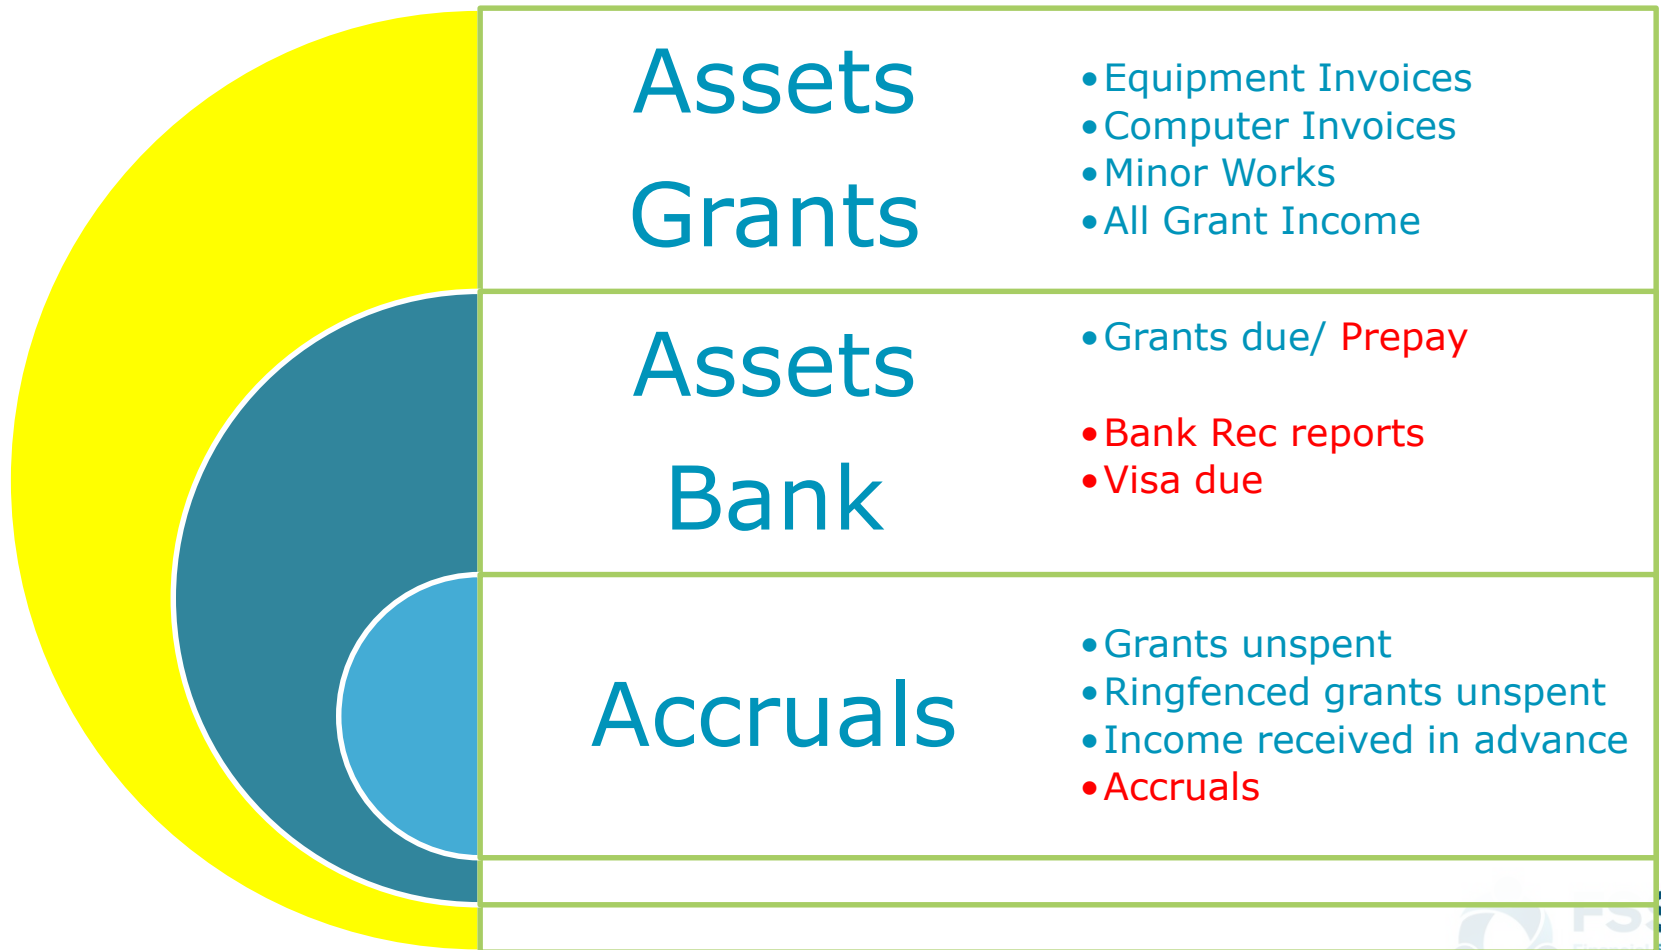 Assets
Grants
•Equipment Invoices
•Computer Invoices
•Minor Works
•All Grant Income
Assets
Bank
•Grants due/ Prepay
•Bank Rec reports
•Visa due
Accruals
•Grants unspent
•Ringfenced grants unspent
•Income received in advance
•Accruals